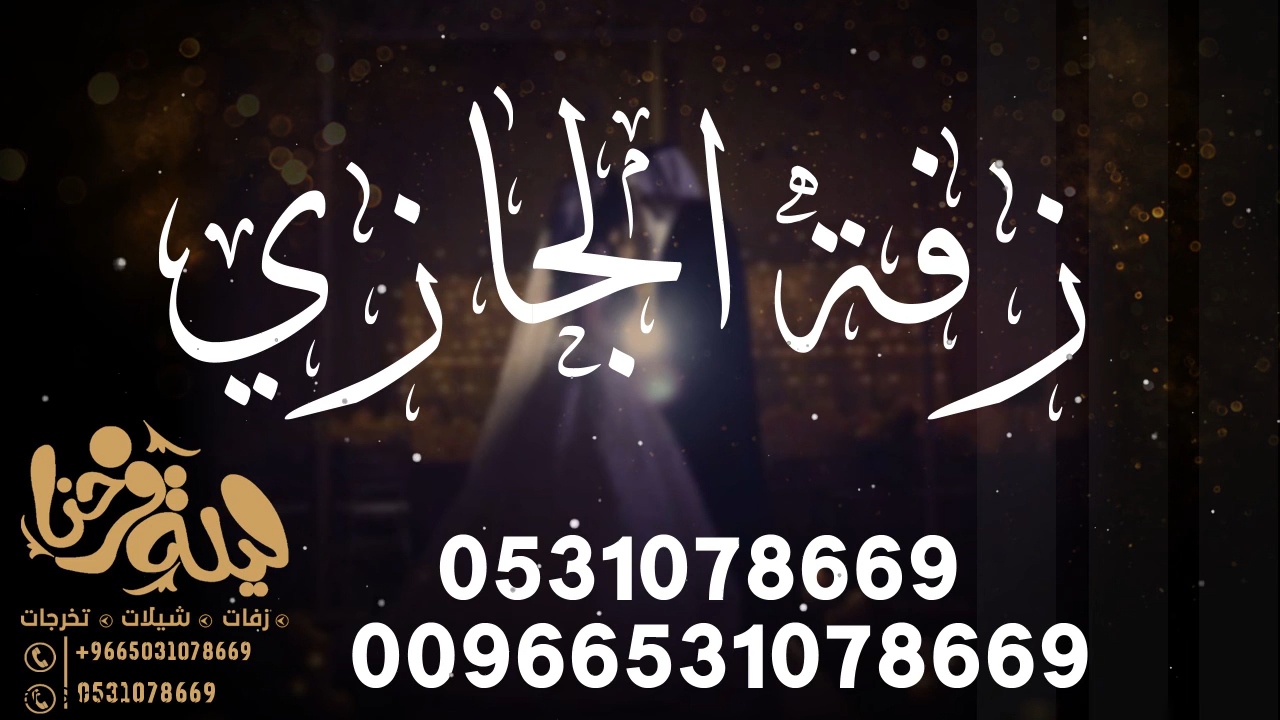 زفة الجازي
0531078669
00966531078669
ليلة فرحنا
زفات › شيلات › تخرجات
+9665031078669
0531078669